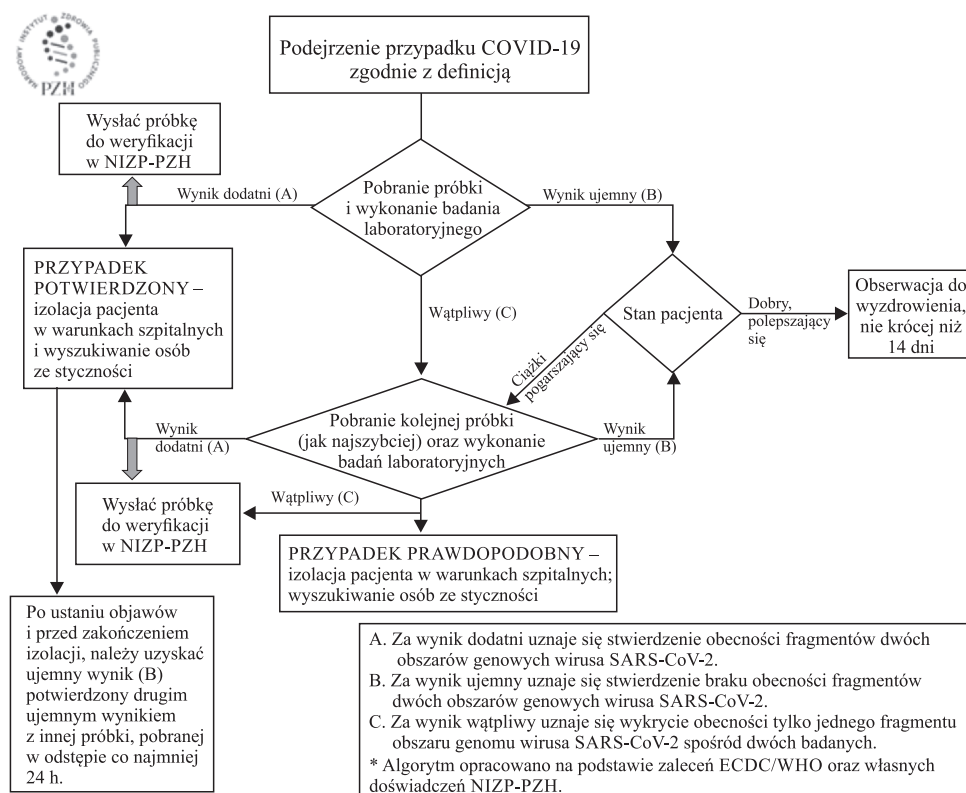 NARODOWY INSTYTUT ZDROWIA PUBLICZNEGO
PZH
Podejrzenie przypadku COVID-19
zgodnie z definicją
Wysłać próbkę
do weryfikacji
w NIZP-PZH
Wynik dodatni (A)
Pobranie próbki
i wykonanie badania
laboratoryjnego
Wynik ujemny (B)
PRZYPADEK
POTWIERDZONY –
izolacja pacjenta
w warunkach szpitalnych
i wyszukiwanie osób
ze styczności
Wątpliwy (C)
Stan pacjenta
Dobry,
polepszający
się
Obserwacja do
wyzdrowienia,
nie krócej niż
14 dni
Ciążki
pogarszający się
Pobranie kolejnej próbki
(jak najszybciej) oraz wykonanie
badań laboratoryjnych
Wynik
dodatni (A)
Wynik
ujemny (B)
Wysłać próbkę
do weryfikacji
w NIZP-PZH
Wątpliwy (C)
PRZYPADEK PRAWDOPODOBNY –
izolacja pacjenta w warunkach szpitalnych;
wyszukiwanie osób ze styczności
Po ustaniu objawów
i przed zakończeniem
izolacji, należy uzyskać
ujemny wynik (B)
potwierdzony drugim
ujemnym wynikiem
z innej próbki, pobranej
w odstępie co najmniej
24 h.
A. Za wynik dodatni uznaje się stwierdzenie obecności fragmentów dwóch
obszarów genowych wirusa SARS-CoV-2.
B. Za wynik ujemny uznaje się stwierdzenie braku obecności fragmentów
dwóch obszarów genowych wirusa SARS-CoV-2.
C. Za wynik wątpliwy uznaje się wykrycie obecności tylko jednego fragmentu
obszaru genomu wirusa SARS-CoV-2 spośród dwóch badanych.
* Algorytm opracowano na podstawie zaleceń ECDC/WHO oraz własnych
doświadczeń NIZP-PZH.